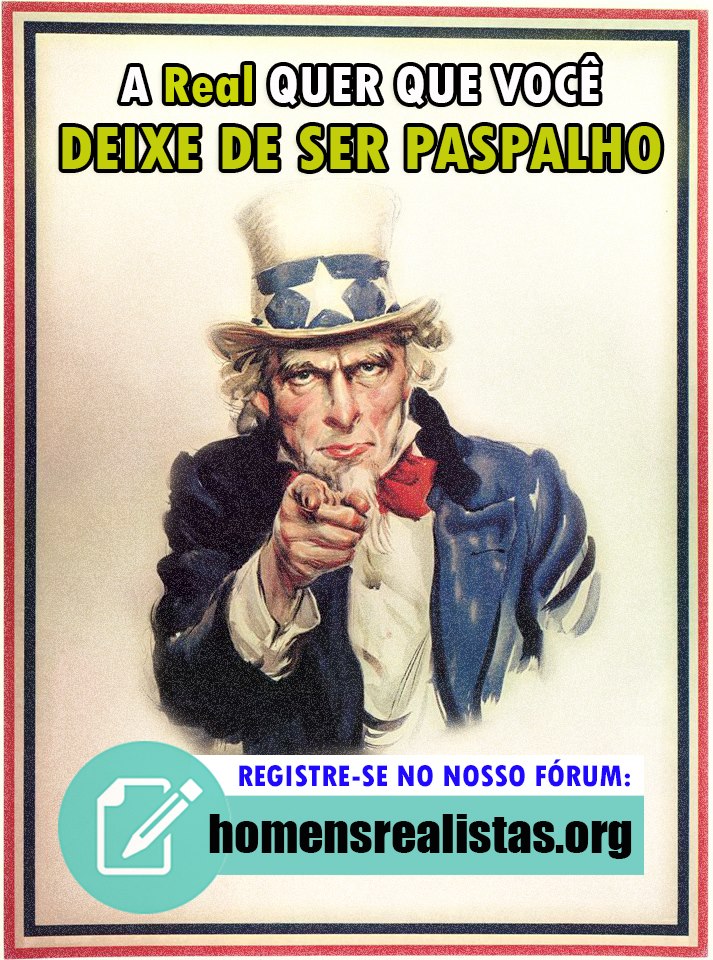 A Real QUER QUE VOCÊ
DEIXE DE SER PASPALHO
REGISTRE-SE NO NOSSO FÓRUM:
homensrealistas.org